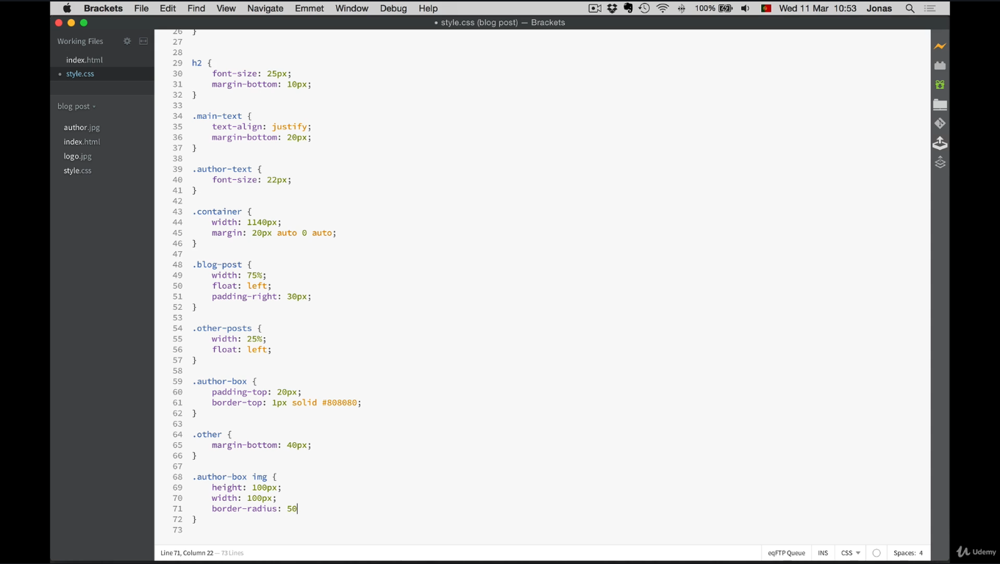 Brackets File Edit Find View Navigate Emmet Window Debug Help 100% Wed 11 Mar 10:53 Jonas
• style.css (blog post) — Brackets
Working Files
index.html
• style.css
blog post
author.jpg
index.html
logo.jpg
style.css
26 }
27
28
29 h2 {
30 font-size: 25px;
31 margin-bottom: 10px;
32 }
33
34 .main-text {
35 text-align: justify;
36 margin-bottom: 20px;
37 }
38
39 .author-text {
40 font-size: 22px;
41 }
42
43 .container {
44 width: 1140px;
45 margin: 20px auto 0 auto;
46 }
47
48 .blog-post {
49 width: 75%;
50 float: left;
51 padding-right: 30px;
52 }
53
54 .other-posts {
55 width: 25%;
56 float: left;
57 }
58
59 .author-box {
60 padding-top: 20px;
61 border-top: 1px solid #808080;
62 }
63
64 .other {
65 margin-bottom: 40px;
66 }
67
68 .author-box img {
69 height: 100px;
70 width: 100px;
71 border-radius: 50
72 }
73
Line 71, Column 22 — 73 Lines
eqFTP Queue INS CSS Spaces: 4
Udemy